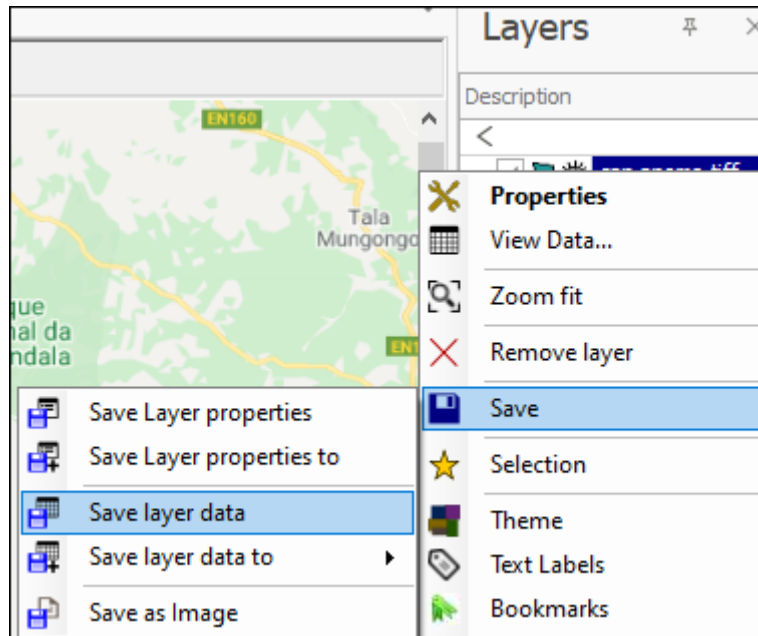 Layers
Description
<
EN160
Tala
Mungongo
que
nal da
ndala
EN1
Properties
View Data...
Zoom fit
Remove layer
Save
Selection
Theme
Text Labels
Bookmarks
Save Layer properties
Save Layer properties to
Save layer data
Save layer data to
Save as Image